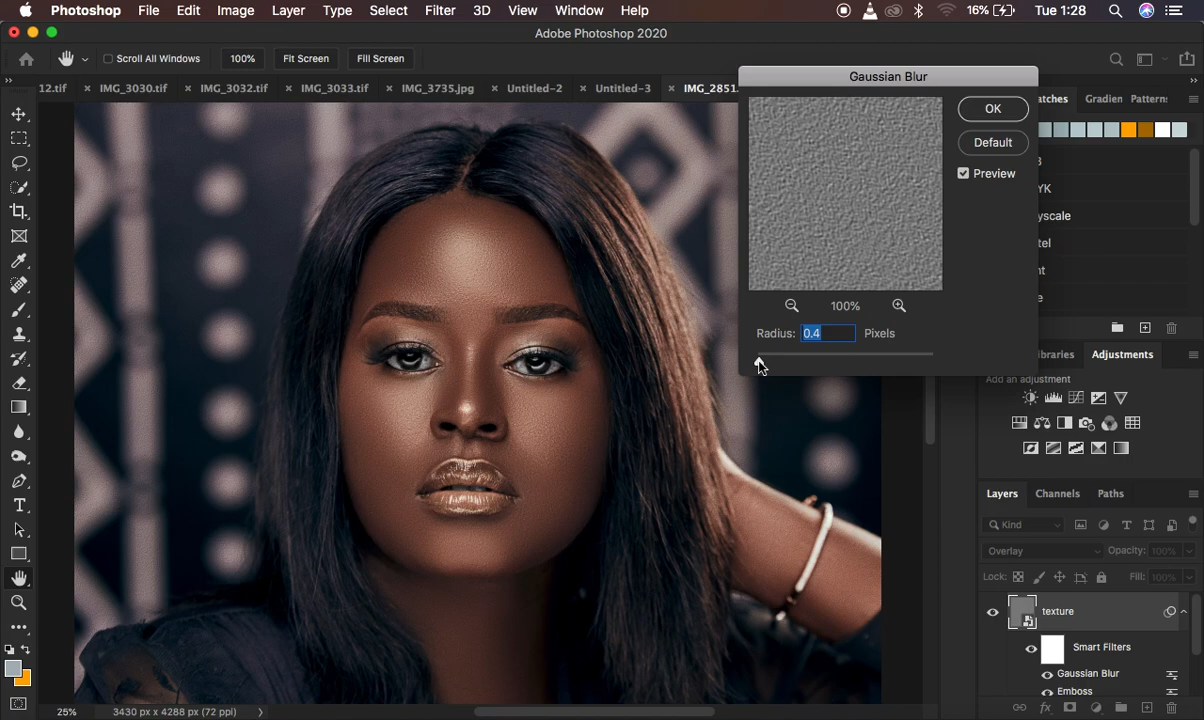 Photoshop File Edit Image Layer Type Select Filter 3D View Window Help 16% Tue 1:28
Adobe Photoshop 2020
Scroll All Windows 100% Fit Screen Fill Screen
12.tif IMG_3030.tif IMG_3032.tif IMG_3033.tif IMG_3735.jpg Untitled-2 Untitled-3 IMG_2851.
Gaussian Blur
OK
Default
Preview
100%
Radius: 0.4 Pixels
atches Gradien Patterns
YK
yscale
tel
nt
braries Adjustments
Add an adjustment
Layers Channels Paths
Kind
Overlay Opacity: 100%
Lock: Fill: 100%
texture
Smart Filters
Gaussian Blur
Emboss
25% 3430 px x 4288 px (72 ppi)